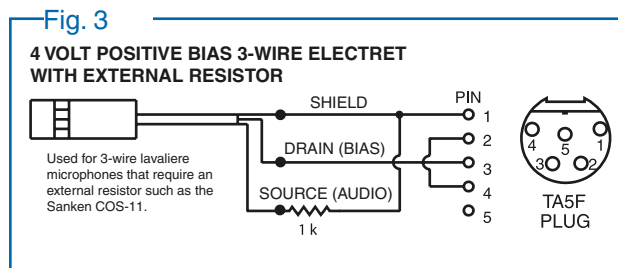 Fig. 3
4 VOLT POSITIVE BIAS 3-WIRE ELECTRET
WITH EXTERNAL RESISTOR
SHIELD
PIN
1
2
DRAIN (BIAS)
3
SOURCE (AUDIO)
4
5
1 k
Used for 3-wire lavaliere
microphones that require an
external resistor such as the
Sanken COS-11.
4
5
1
3
2
TA5F
PLUG